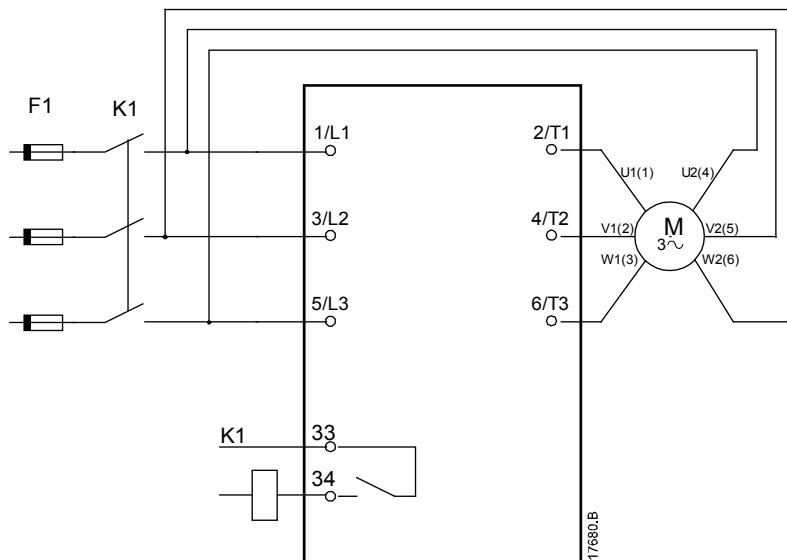 F1
K1
1/L1
2/T1
U1(1)
U2(4)
3/L2
4/T2
V1(2)
M
3~
V2(5)
W1(3)
W2(6)
5/L3
6/T3
K1
33
34
17680.B